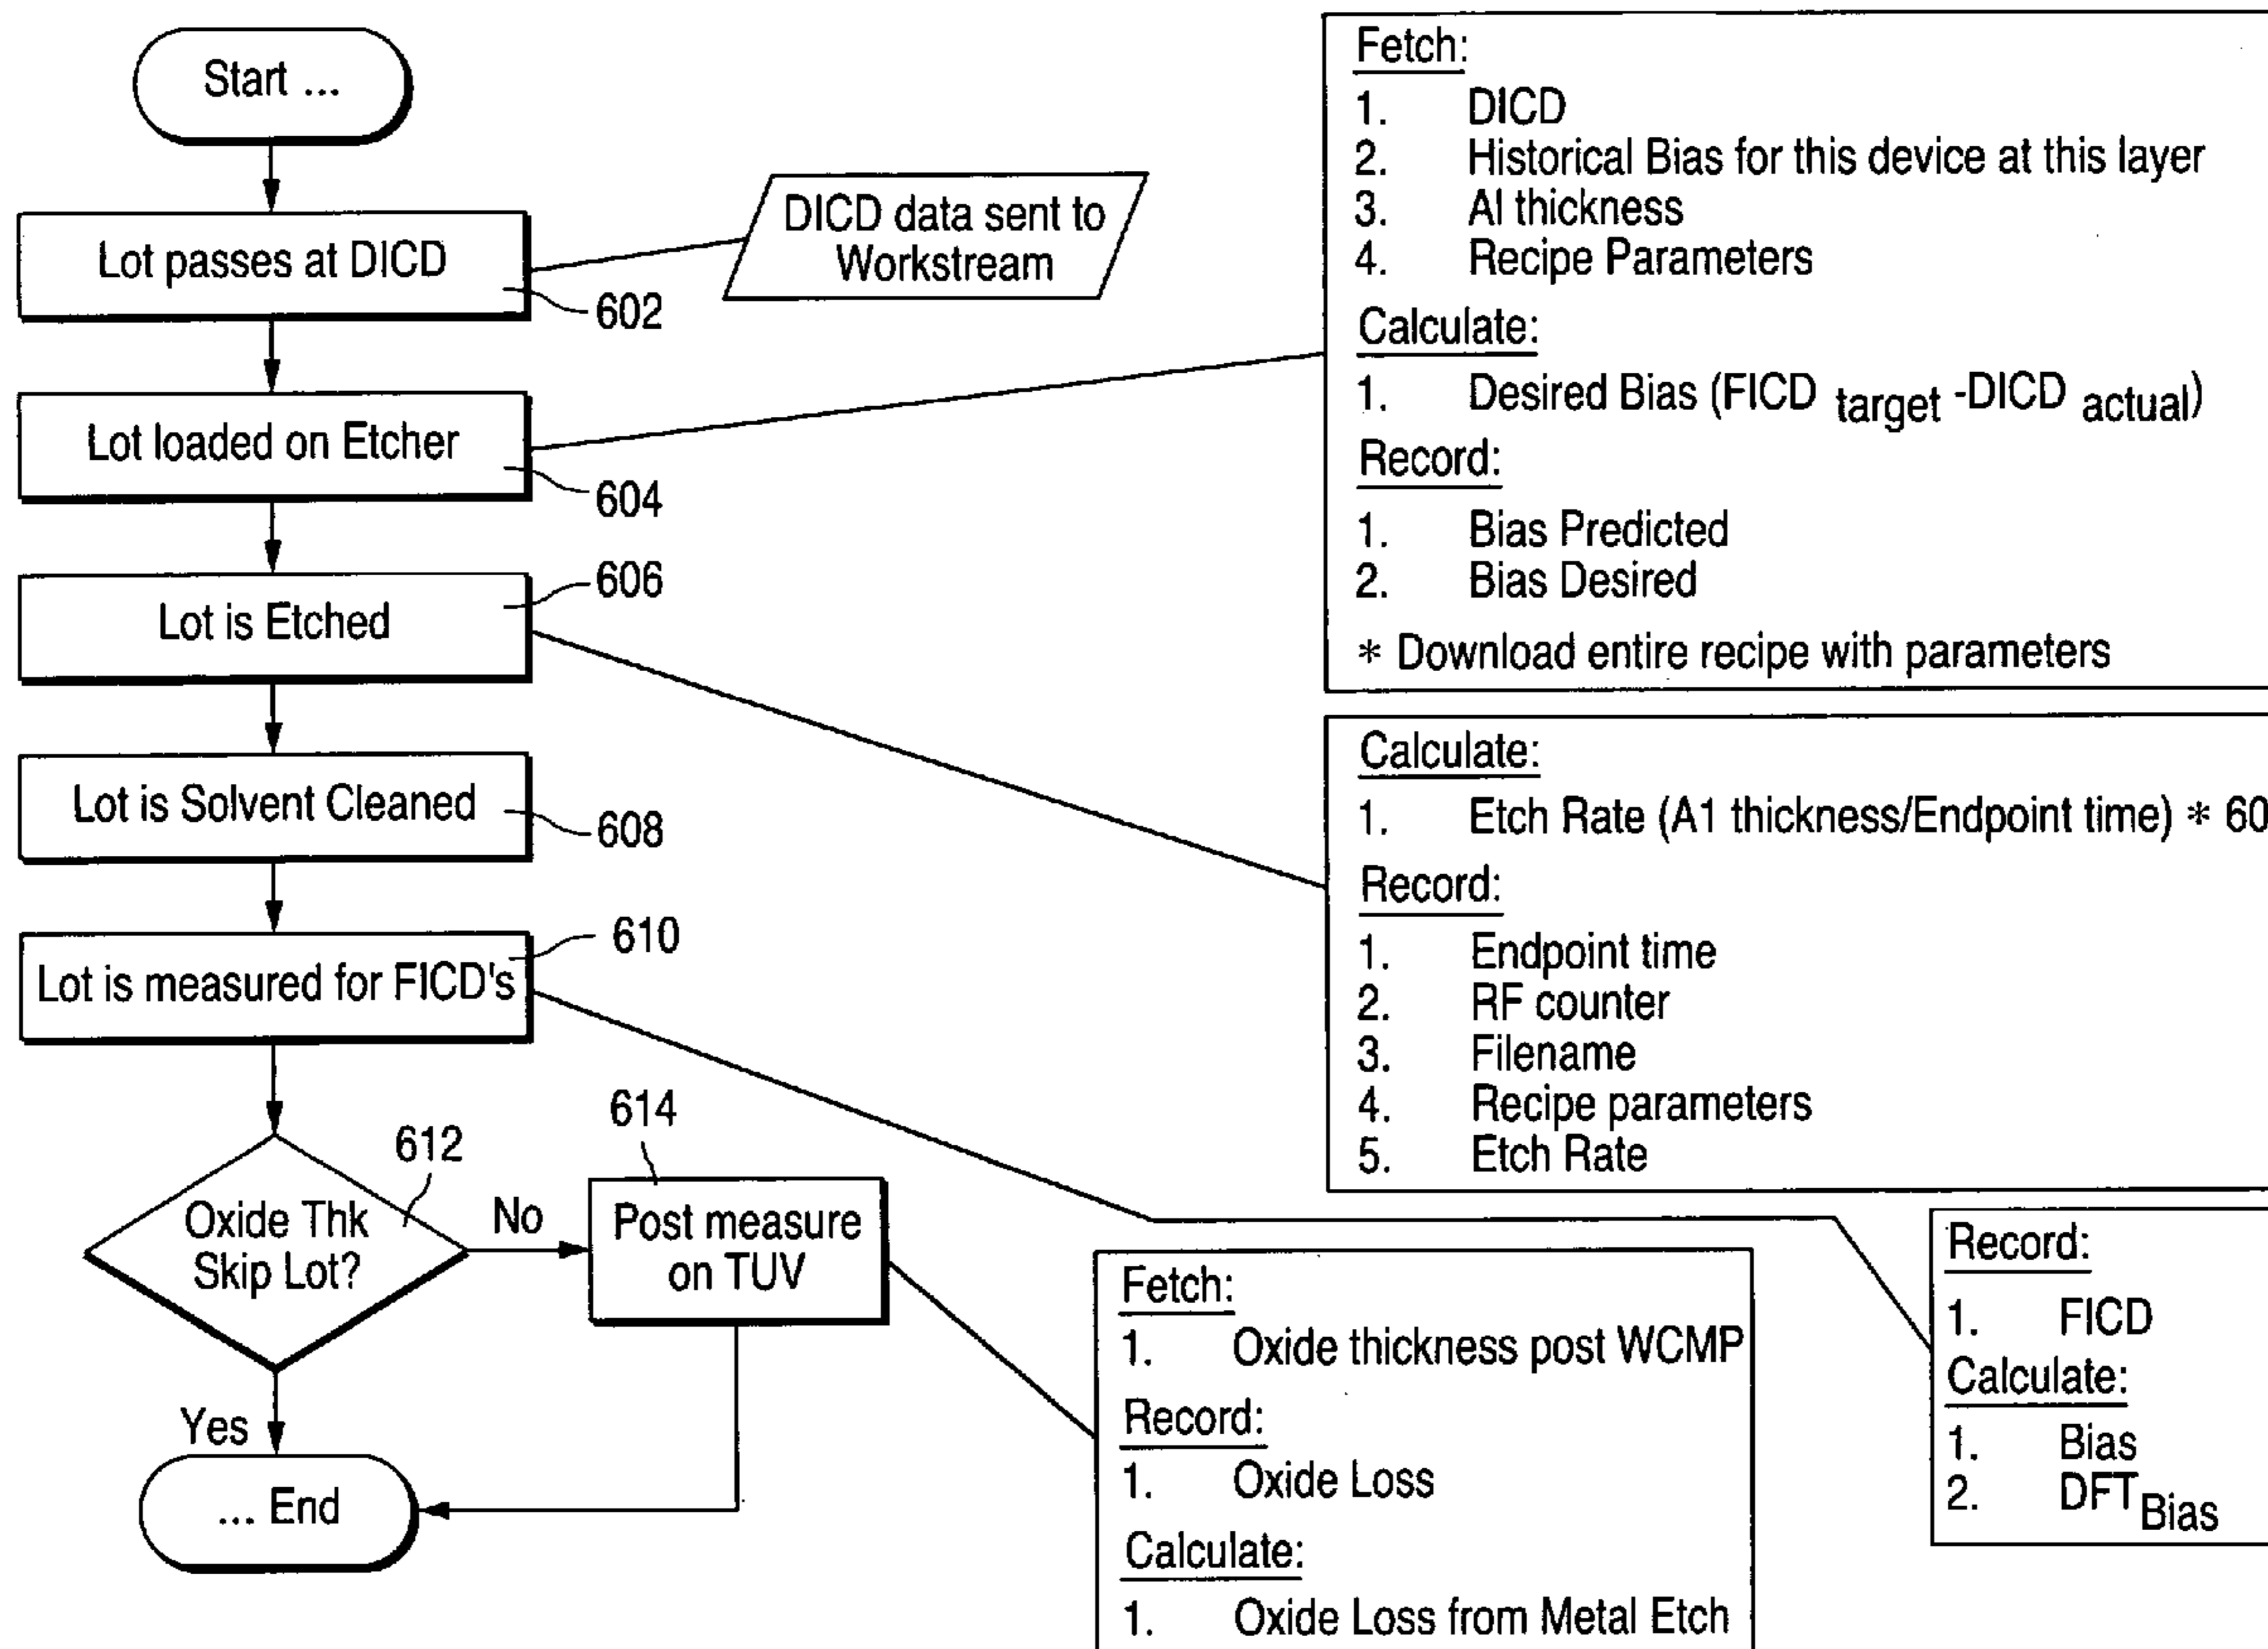 Start ...
Lot passes at DICD
602
DICD data sent to
Workstream
Lot loaded on Etcher
604
Lot is Etched
606
Lot is Solvent Cleaned
608
Lot is measured for FICD's
610
Oxide Thk
Skip Lot?
612
No
Yes
614
Post measure
on TUV
... End
Fetch:
1. DICD
2. Historical Bias for this device at this layer
3. Al thickness
4. Recipe Parameters
Calculate:
1. Desired Bias (FICD target -DICD actual)
Record:
1. Bias Predicted
2. Bias Desired
* Download entire recipe with parameters
Calculate:
1. Etch Rate (A1 thickness/Endpoint time) * 60
Record:
1. Endpoint time
2. RF counter
3. Filename
4. Recipe parameters
5. Etch Rate
Fetch:
1. Oxide thickness post WCMP
Record:
1. Oxide Loss
Calculate:
1. Oxide Loss from Metal Etch
Record:
1. FICD
Calculate:
1. Bias
2. DFT Bias